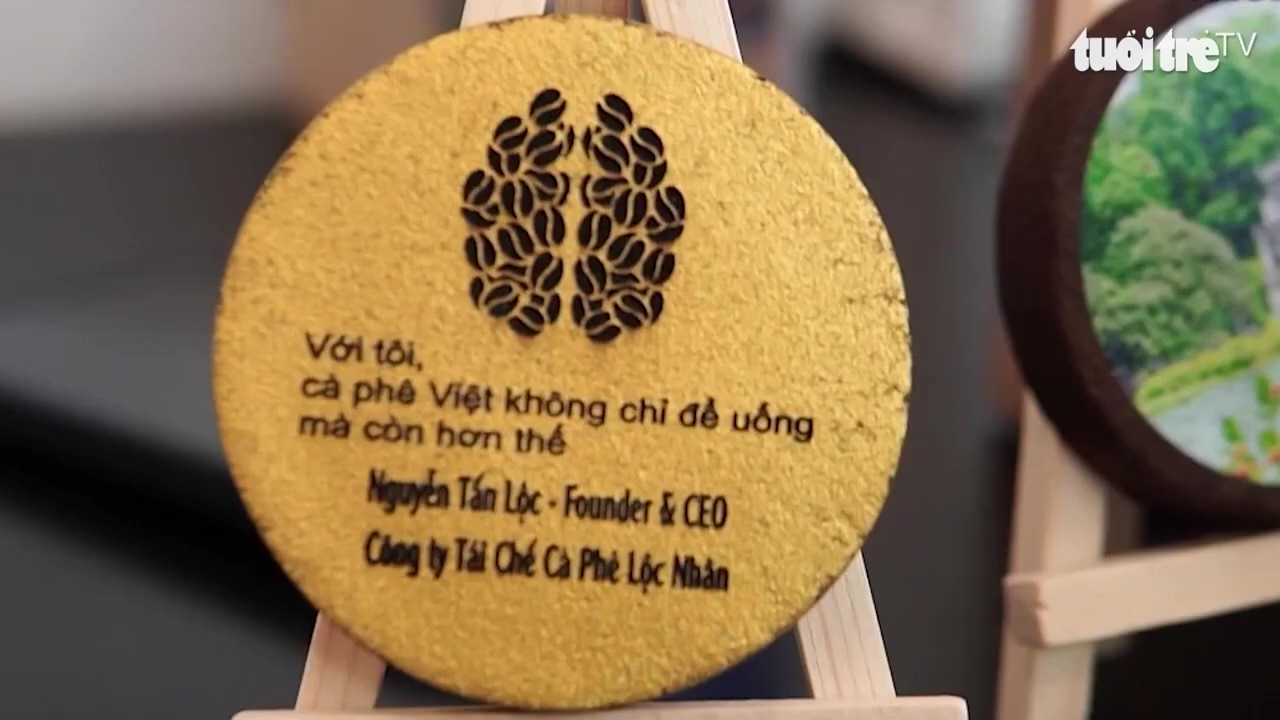 tuổi trẻ TV
Với tôi,
cà phê Việt không chỉ để uống
mà còn hơn thế
Nguyễn Tấn Lộc - Founder & CEO
Công ty Tái Chế Cà Phê Lộc Nhân